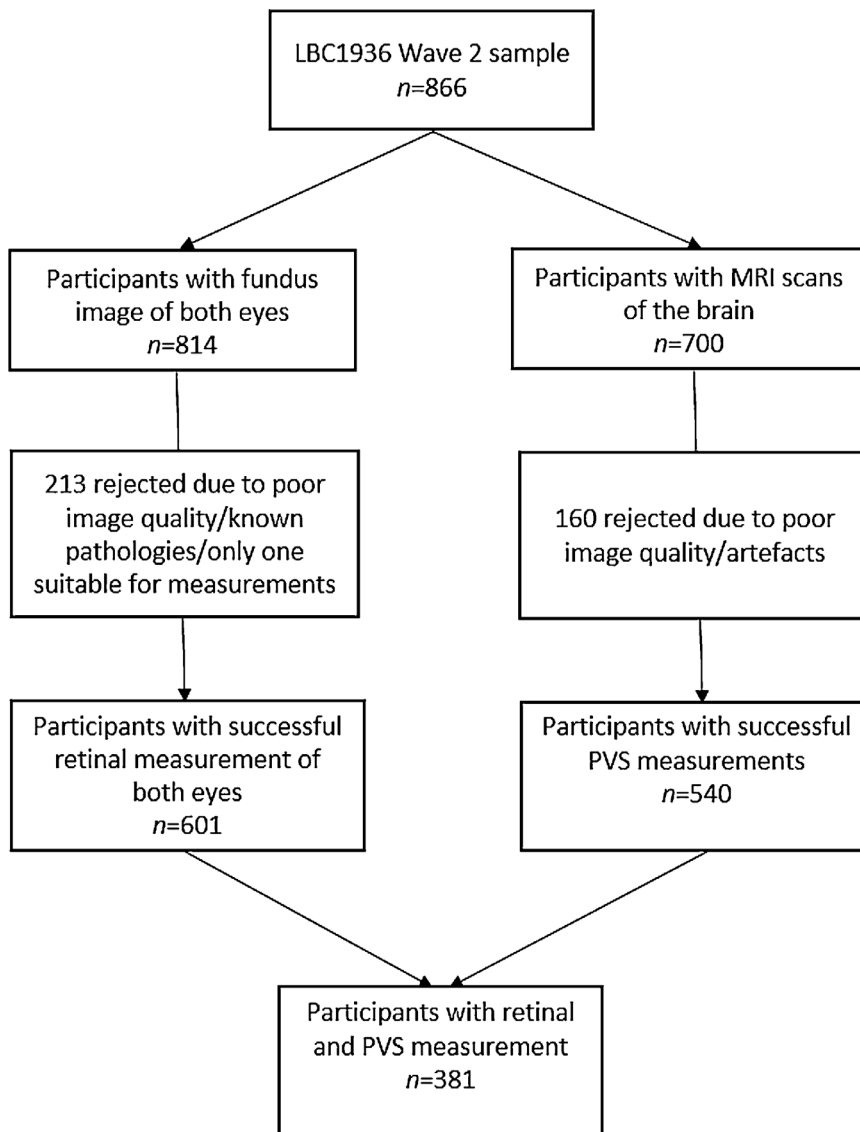 LBC1936 Wave 2 sample
n=866
Participants with fundus
image of both eyes
n=814
Participants with MRI scans
of the brain
n=700
213 rejected due to poor
image quality/known
pathologies/only one
suitable for measurements
160 rejected due to poor
image quality/artefacts
Participants with successful
retinal measurement of
both eyes
n=601
Participants with successful
PVS measurements
n=540
Participants with retinal
and PVS measurement
n=381